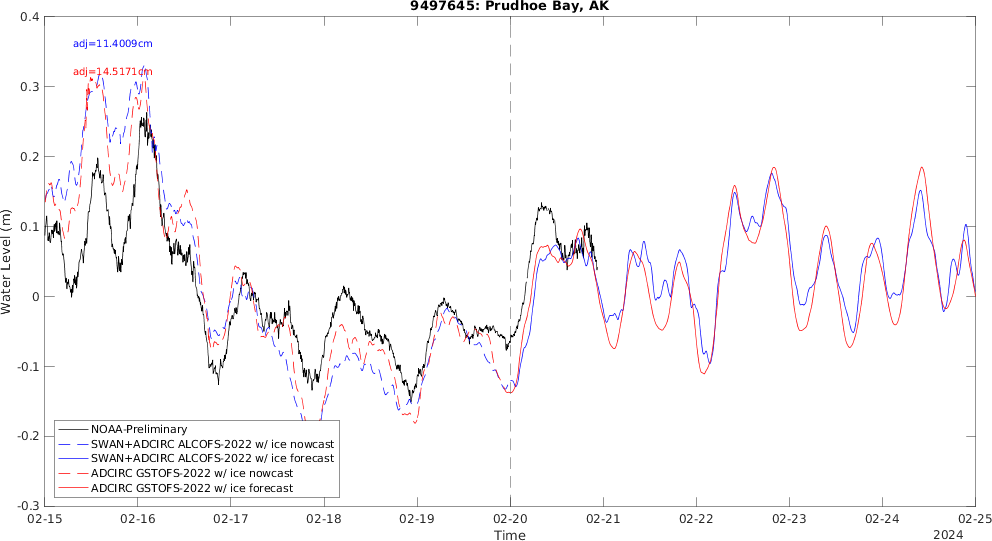 9497645: Prudhoe Bay, AK
adj=11.4009cm
adj=14.5171cm
Water Level (m)
0.4
0.3
0.2
0.1
0
-0.1
-0.2
-0.3
NOAA-Preliminary
SWAN+ADCIRC ALCOFS-2022 w/ ice nowcast
SWAN+ADCIRC ALCOFS-2022 w/ ice forecast
ADCIRC GSTOFS-2022 w/ ice nowcast
ADCIRC GSTOFS-2022 w/ ice forecast
02-15 02-16 02-17 02-18 02-19 02-20 02-21 02-22 02-23 02-24 02-25
Time
2024